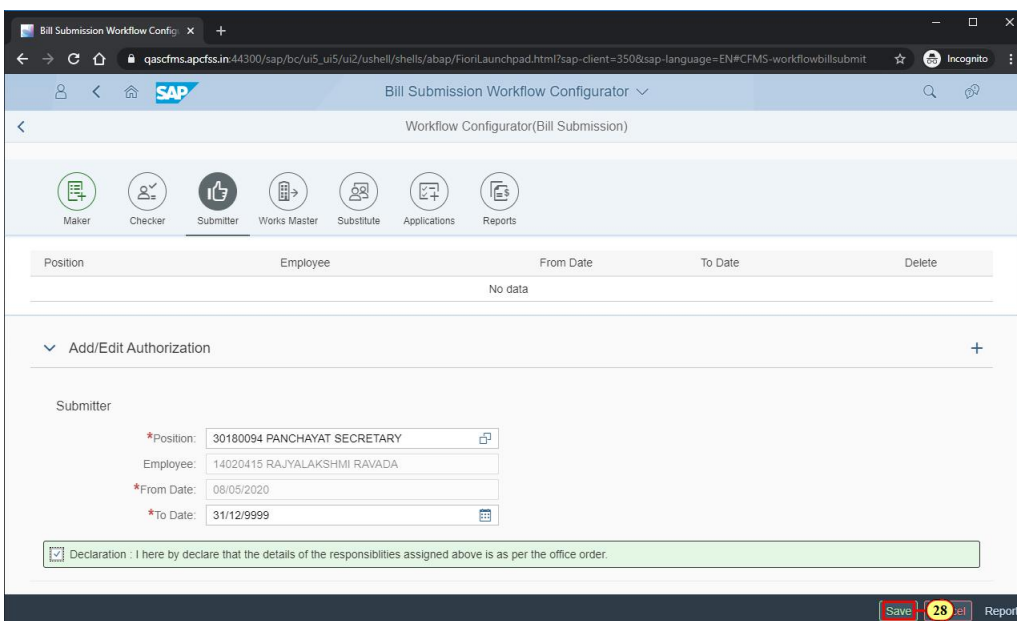 Bill Submission Workflow Config
qascfms.apcfss.in:44300/sap/bc/ui5_ui5/ui2/ushell/shells/abap/FioriLaunchpad.html?sap-client=350&sap-language=EN#CFMS-workflowbillsubmit
Incognito
SAP
Bill Submission Workflow Configurator
Workflow Configurator(Bill Submission)
Maker Checker Submitter Works Master Substitute Applications Reports
Position Employee From Date To Date Delete
No data
Add/Edit Authorization
Submitter
*Position: 30180094 PANCHAYAT SECRETARY
Employee: 14020415 RAJYALAKSHMI RAVADA
*From Date: 08/05/2020
*To Date: 31/12/9999
Declaration : I here by declare that the details of the responsiblities assigned above is as per the office order.
Save 28 cel Report